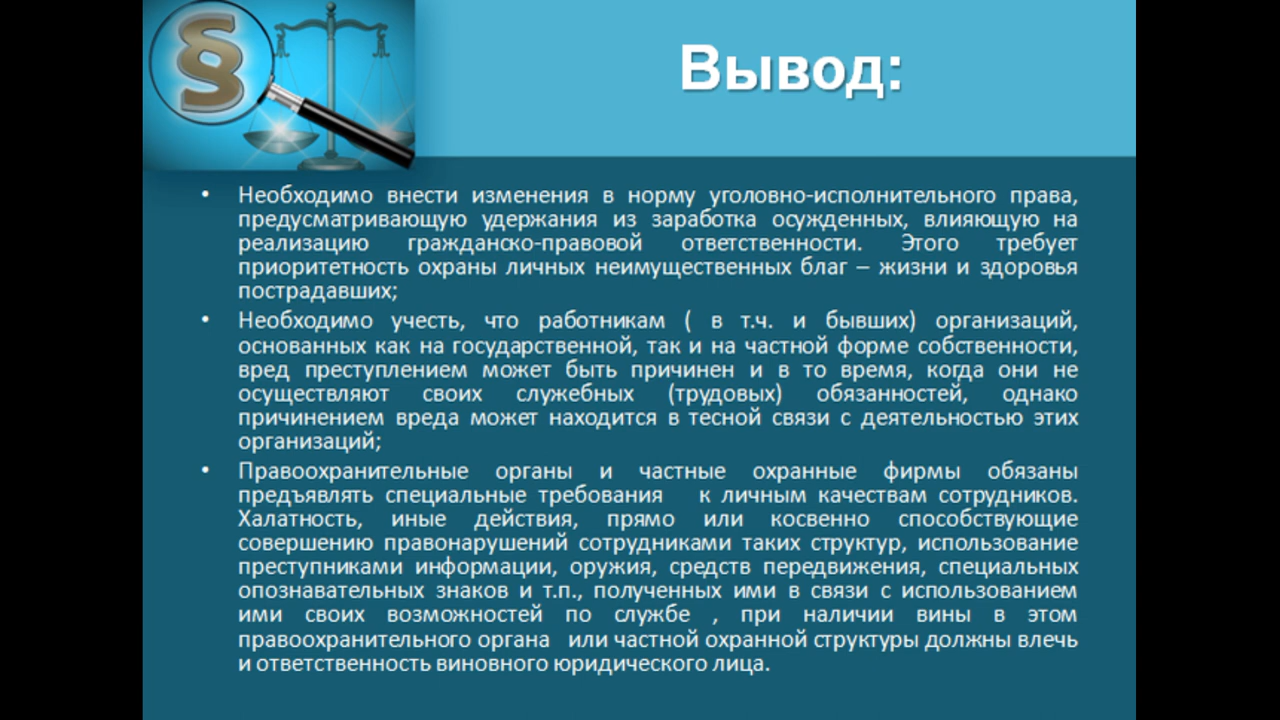 §
Вывод:
• Необходимо внести изменения в норму уголовно-исполнительного права,
предусматривающую удержания из заработка осужденных, влияющую на
реализацию гражданско-правовой ответственности. Этого требует
приоритетность охраны личных неимущественных благ – жизни и здоровья
пострадавших;
• Необходимо учесть, что работникам ( в т.ч. и бывших) организаций,
основанных как на государственной, так и на частной форме собственности,
вред преступлением может быть причинен и в то время, когда они не
осуществляют своих служебных (трудовых) обязанностей, однако
причинением вреда может находится в тесной связи с деятельностью этих
организаций;
• Правоохранительные органы и частные охранные фирмы обязаны
предъявлять специальные требования к личным качествам сотрудников.
Халатность, иные действия, прямо или косвенно способствующие
совершению правонарушений сотрудниками таких структур, использование
преступниками информации, оружия, средств передвижения, специальных
опознавательных знаков и т.п., полученных ими в связи с использованием
ими своих возможностей по службе , при наличии вины в этом
правоохранительного органа или частной охранной структуры должны влечь
и ответственность виновного юридического лица.